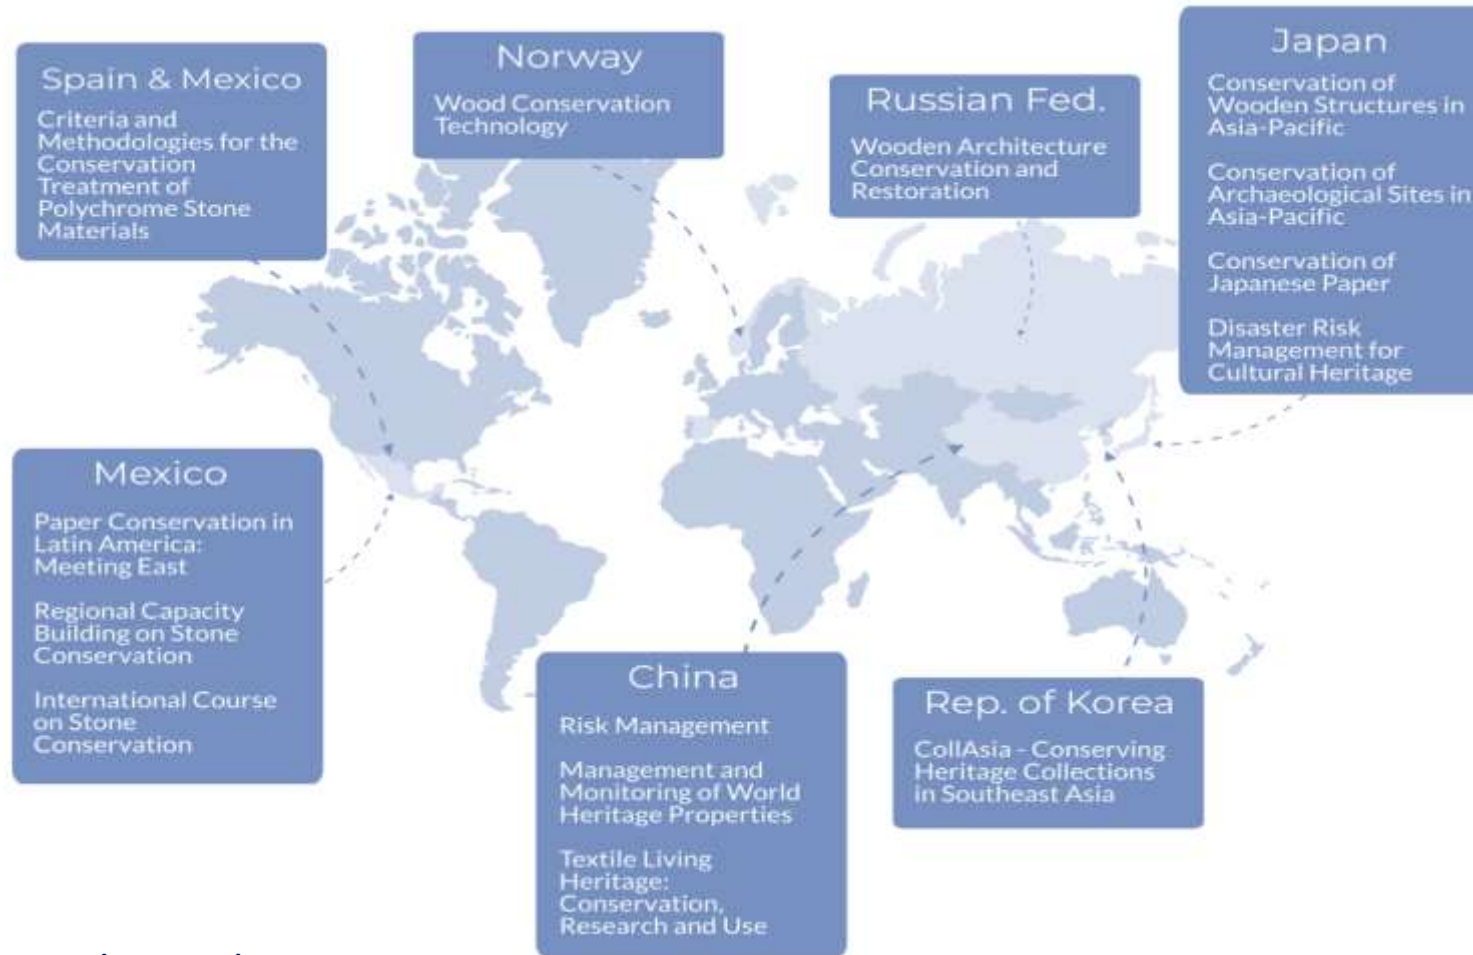 Spain & Mexico
Criteria and
Methodologies for the
Conservation
Treatment of
Polychrome Stone
Materials
Norway
Wood Conservation
Technology
Russian Fed.
Wooden Architecture
Conservation and
Restoration
Japan
Conservation of
Wooden Structures in
Asia-Pacific
Conservation of
Archaeological Sites in
Asia-Pacific
Conservation of
Japanese Paper
Disaster Risk
Management for
Cultural Heritage
Mexico
Paper Conservation in
Latin America:
Meeting East
Regional Capacity
Building on Stone
Conservation
International Course
on Stone
Conservation
China
Risk Management
Management and
Monitoring of World
Heritage Properties
Textile Living
Heritage:
Conservation,
Research and Use
Rep. of Korea
CollAsia - Conserving
Heritage Collections
in Southeast Asia